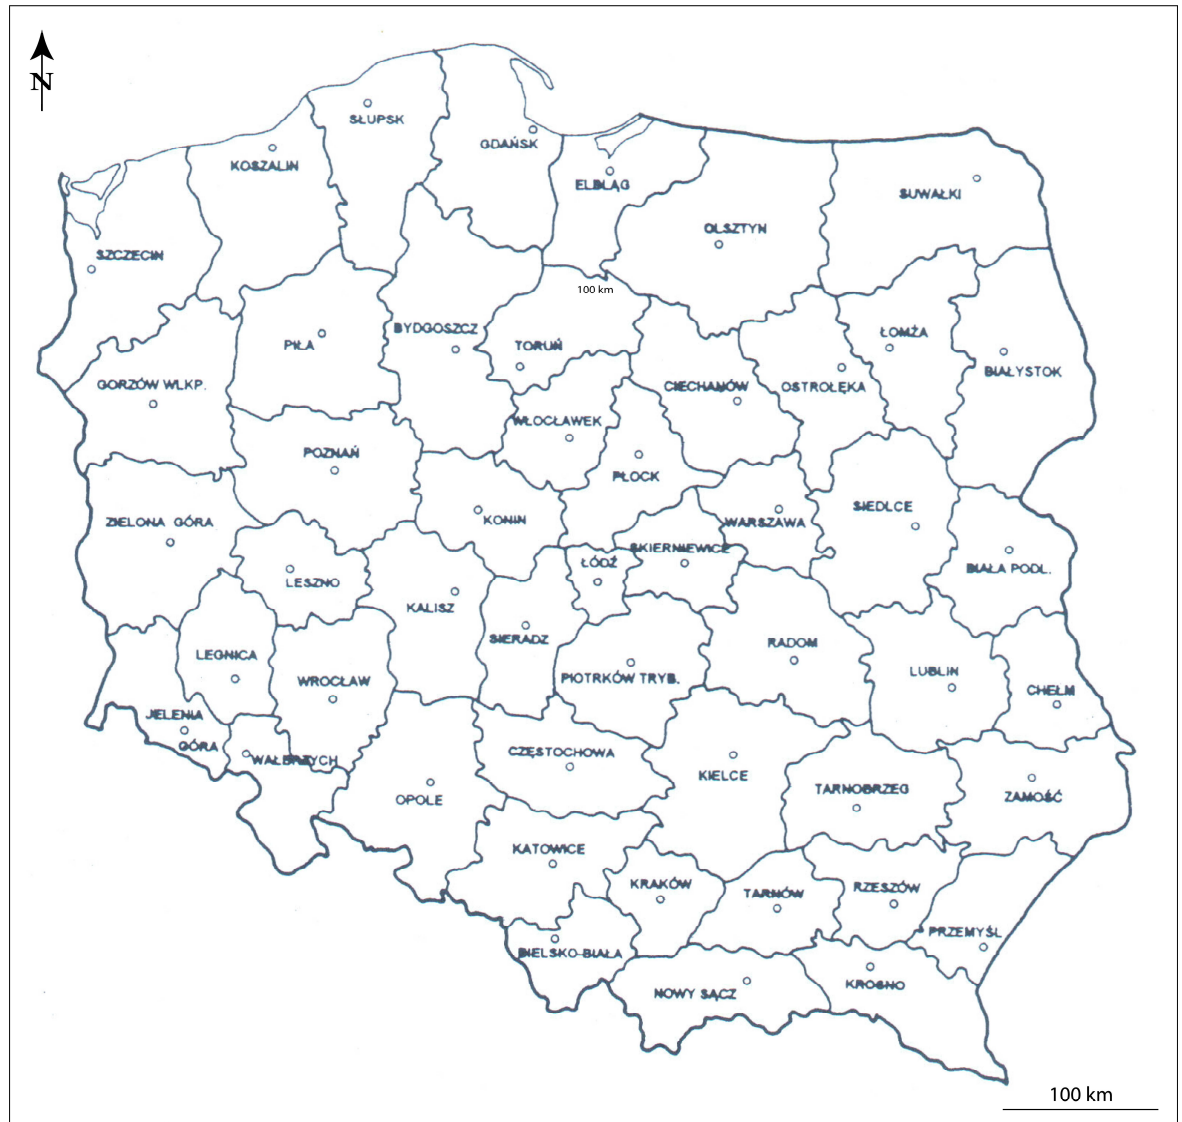 N
SŁUPSK
GDAŃSK
KOSZALIN
ELBLĄG
SUWAŁKI
OLSZTYN
SZCZECIN
100 km
BYDGOSZCZ
ŁOMŻA
PIŁA
TORUŃ
BIAŁYSTOK
GORZÓW WLKP.
CIECHANÓW
OSTROŁĘKA
WŁOCŁAWEK
POZNAŃ
PŁOCK
SIEDLCE
ZIELONA GÓRA
KONIN
WARSZAWA
SKIERNIEWICE
ŁÓDŹ
BIAŁA PODL.
LESZNO
KALISZ
SIERADZ
RADOM
LEGNICA
WROCŁAW
PIOTRKÓW TRYB.
LUBLIN
CHEŁM
JELENIA
GÓRA
WAŁBRZYCH
CZĘSTOCHOWA
KIELCE
TARNOBRZEG
OPOLE
ZAMOŚĆ
KATOWICE
KRAKÓW
TARNÓW
RZESZÓW
PRZEMYŚL
BIELSKO-BIAŁA
NOWY SĄCZ
KROSNO
100 km